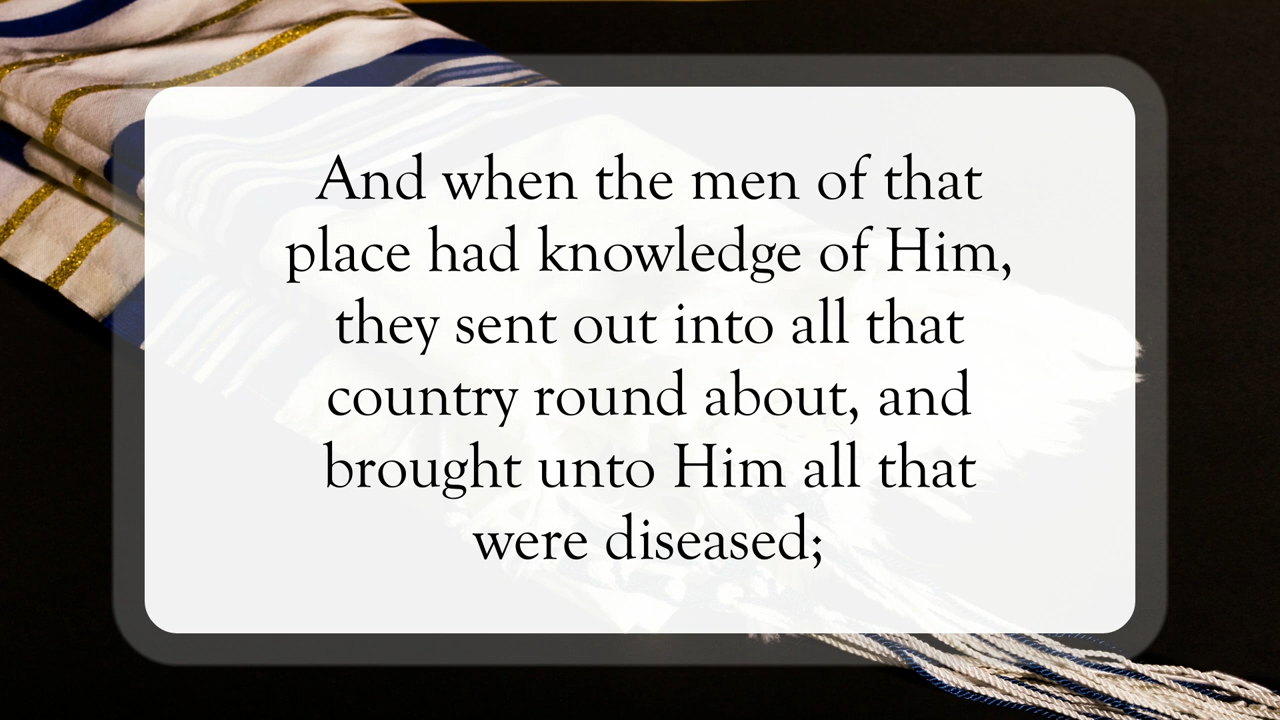 And when the men of that
place had knowledge of Him,
they sent out into all that
country round about, and
brought unto Him all that
were diseased;